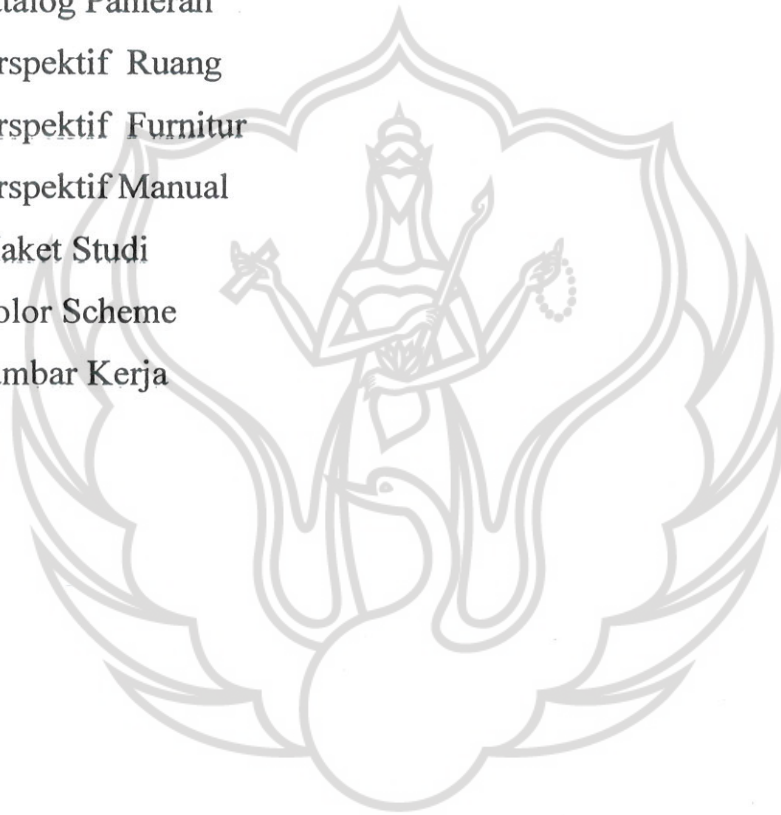 talog Pameran
rspektif Ruang
rspektif Furnitur
rspektif Manual
aket Studi
olor Scheme
mbar Kerja